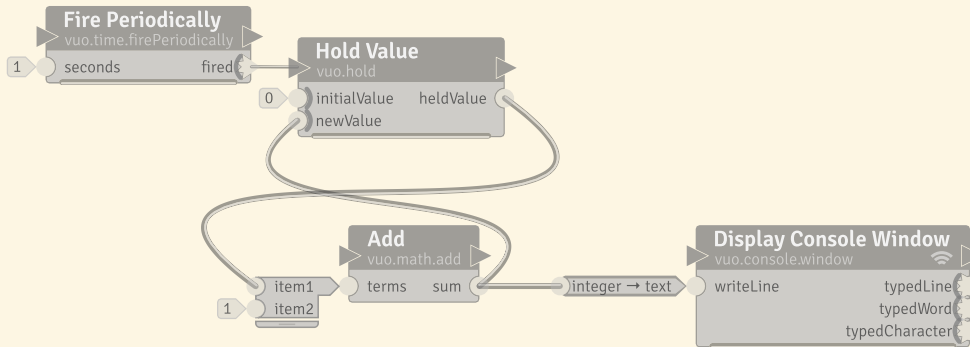 Fire Periodically
vuo.time.firePeriodically
1 seconds fired
Hold Value
vuo.hold
0 initialValue heldValue
newValue
Add
vuo.math.add
item1 terms sum
1 item2
integer → text
Display Console Window
vuo.console.window
writeLine typedLine
typedWord
typedCharacter